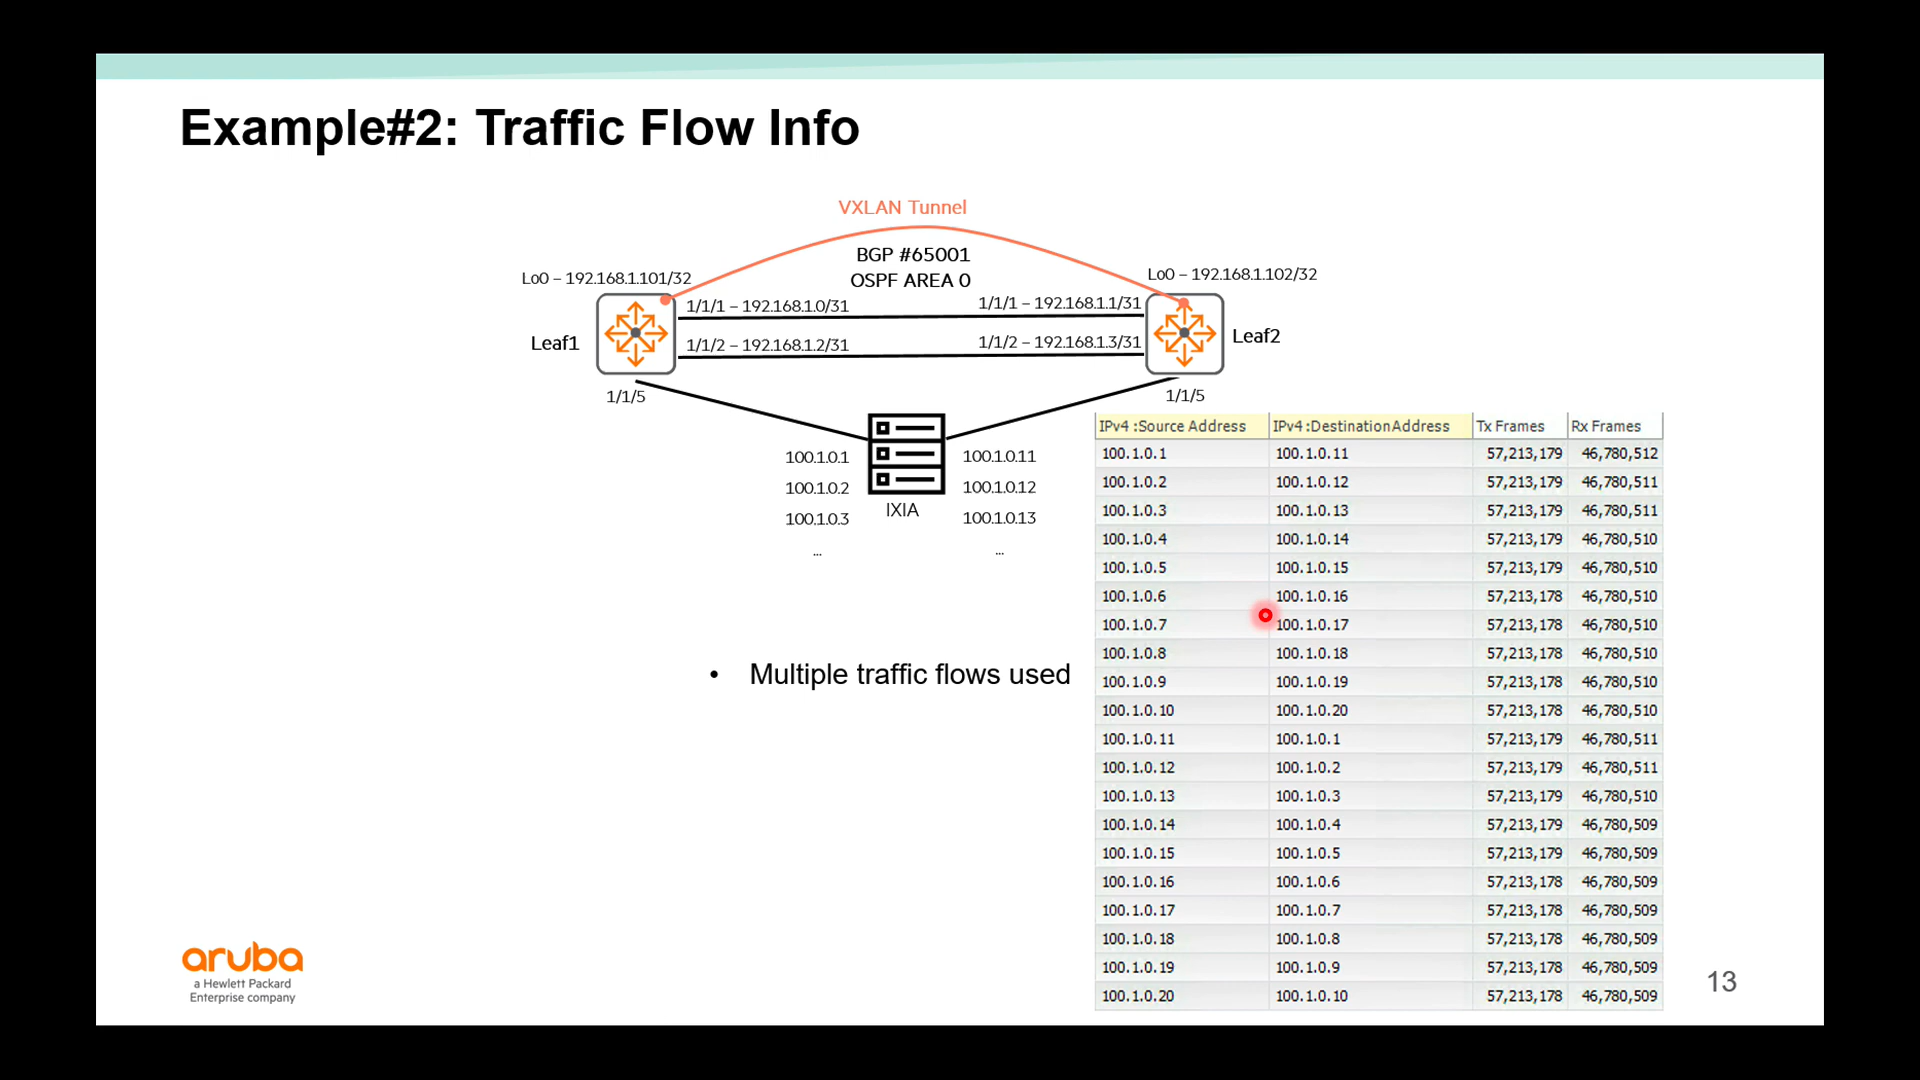 Example#2: Traffic Flow Info
VXLAN Tunnel
BGP #65001
OSPF AREA 0
Lo0 – 192.168.1.101/32
Lo0 – 192.168.1.102/32
1/1/1 – 192.168.1.0/31
1/1/1 – 192.168.1.1/31
Leaf1
1/1/2 – 192.168.1.2/31
1/1/2 – 192.168.1.3/31
Leaf2
1/1/5
1/1/5
100.1.0.1
100.1.0.2
100.1.0.3
...
IXIA
100.1.0.11
100.1.0.12
100.1.0.13
...
• Multiple traffic flows used
IPv4 :Source Address IPv4 :Destination Address Tx Frames Rx Frames
100.1.0.1 100.1.0.11 57,213,179 46,780,512
100.1.0.2 100.1.0.12 57,213,179 46,780,511
100.1.0.3 100.1.0.13 57,213,179 46,780,511
100.1.0.4 100.1.0.14 57,213,179 46,780,510
100.1.0.5 100.1.0.15 57,213,179 46,780,510
100.1.0.6 100.1.0.16 57,213,178 46,780,510
100.1.0.7 100.1.0.17 57,213,178 46,780,510
100.1.0.8 100.1.0.18 57,213,178 46,780,510
100.1.0.9 100.1.0.19 57,213,178 46,780,510
100.1.0.10 100.1.0.20 57,213,178 46,780,510
100.1.0.11 100.1.0.1 57,213,179 46,780,511
100.1.0.12 100.1.0.2 57,213,179 46,780,511
100.1.0.13 100.1.0.3 57,213,179 46,780,510
100.1.0.14 100.1.0.4 57,213,179 46,780,509
100.1.0.15 100.1.0.5 57,213,179 46,780,509
100.1.0.16 100.1.0.6 57,213,178 46,780,509
100.1.0.17 100.1.0.7 57,213,178 46,780,509
100.1.0.18 100.1.0.8 57,213,178 46,780,509
100.1.0.19 100.1.0.9 57,213,178 46,780,509
100.1.0.20 100.1.0.10 57,213,178 46,780,509
aruba
a Hewlett Packard
Enterprise company
13